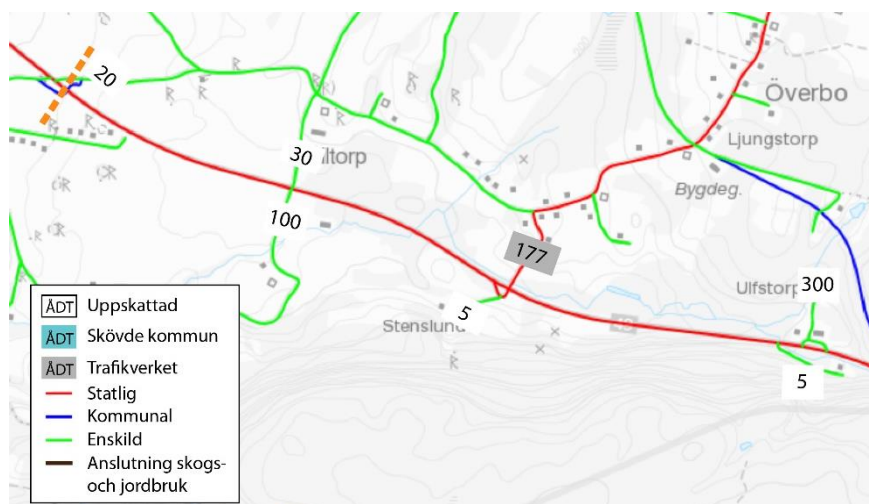 20
Överbo
Ljungstorp
30
ltorp
Bygdeg.
100
177
300
Ulfstorp
5
Stenslund
5
ÅDT Uppskattad
ÅDT Skövde kommun
ÅDT Trafikverket
Statlig
Kommunal
Enskild
Anslutning skogs-
och jordbruk